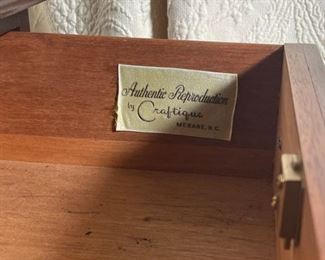 Authentic Reproduction
by Craftique
MEBANE, N.C.